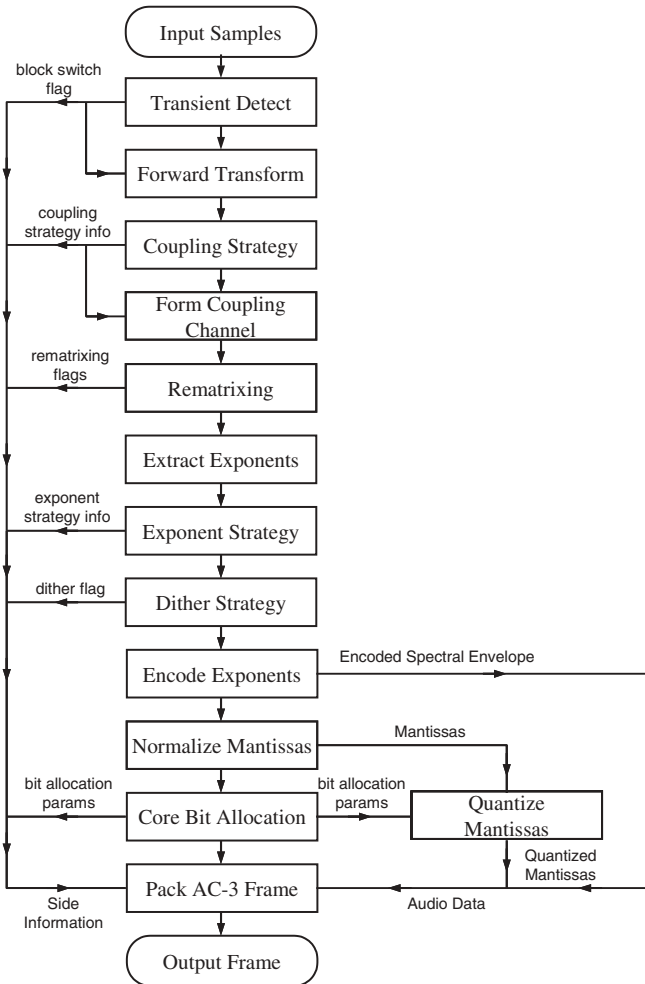 Input Samples
block switch
flag
Transient Detect
Forward Transform
coupling
strategy info
Coupling Strategy
Form Coupling
Channel
rematrixing
flags
Rematrixing
Extract Exponents
exponent
strategy info
Exponent Strategy
dither flag
Dither Strategy
Encoded Spectral Envelope
Encode Exponents
Mantissas
Normalize Mantissas
bit allocation
params
Core Bit Allocation
bit allocation
params
Quantize
Mantissas
Quantized
Mantissas
Pack AC-3 Frame
Side
Information
Audio Data
Output Frame